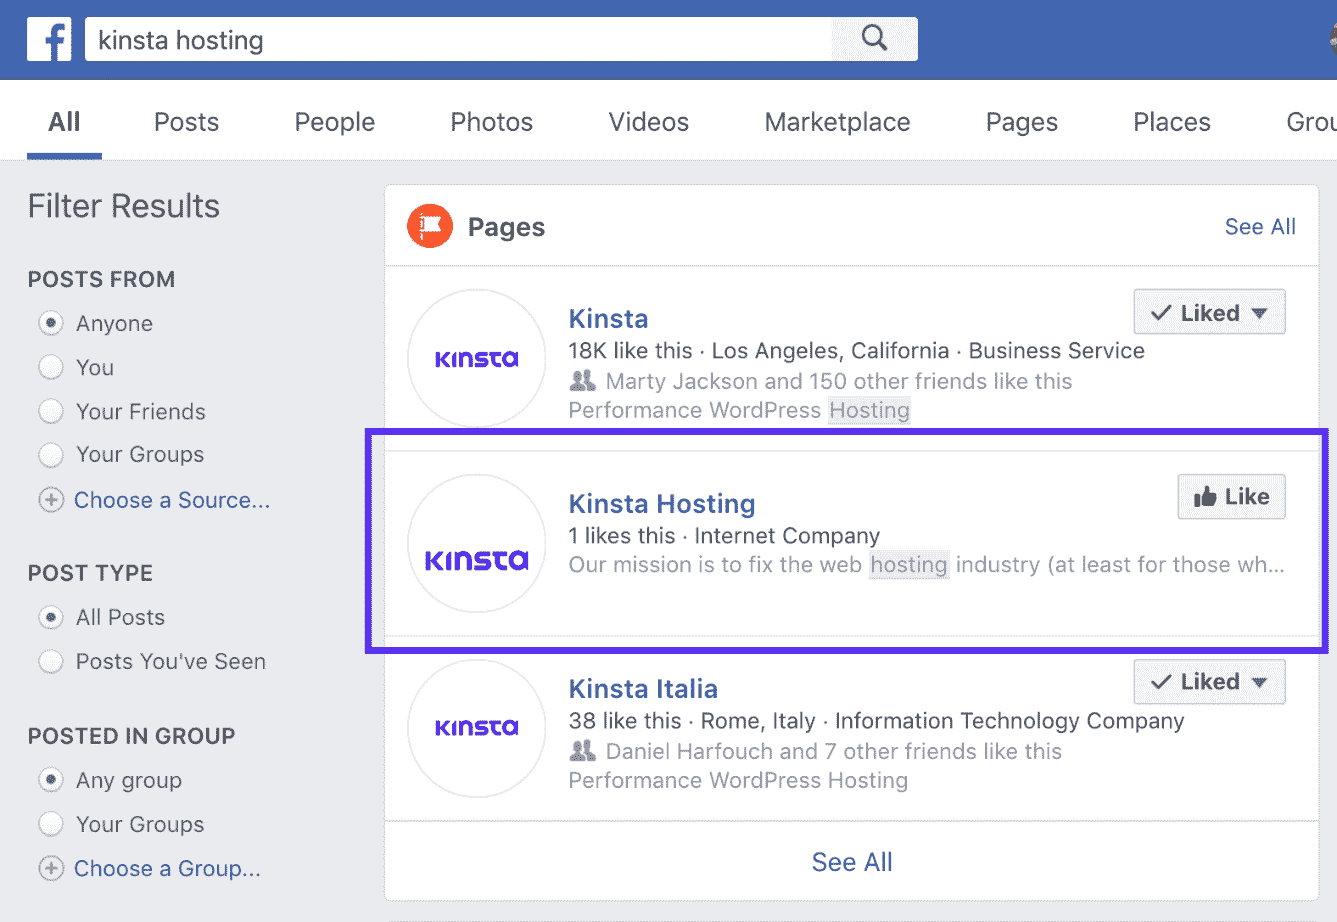 kinsta hosting
All Posts People Photos Videos Marketplace Pages Places Grou
Filter Results
POSTS FROM
Anyone
You
Your Friends
Your Groups
Choose a Source...
POST TYPE
All Posts
Posts You've Seen
POSTED IN GROUP
Any group
Your Groups
Choose a Group...
Pages See All
KINSTA
Kinsta Liked
18K like this · Los Angeles, California · Business Service
Marty Jackson and 150 other friends like this
Performance WordPress Hosting
KINSTA
Kinsta Hosting Like
1 likes this · Internet Company
Our mission is to fix the web hosting industry (at least for those wh...
KINSTA
Kinsta Italia Liked
38 like this · Rome, Italy · Information Technology Company
Daniel Harfouch and 7 other friends like this
Performance WordPress Hosting
See All